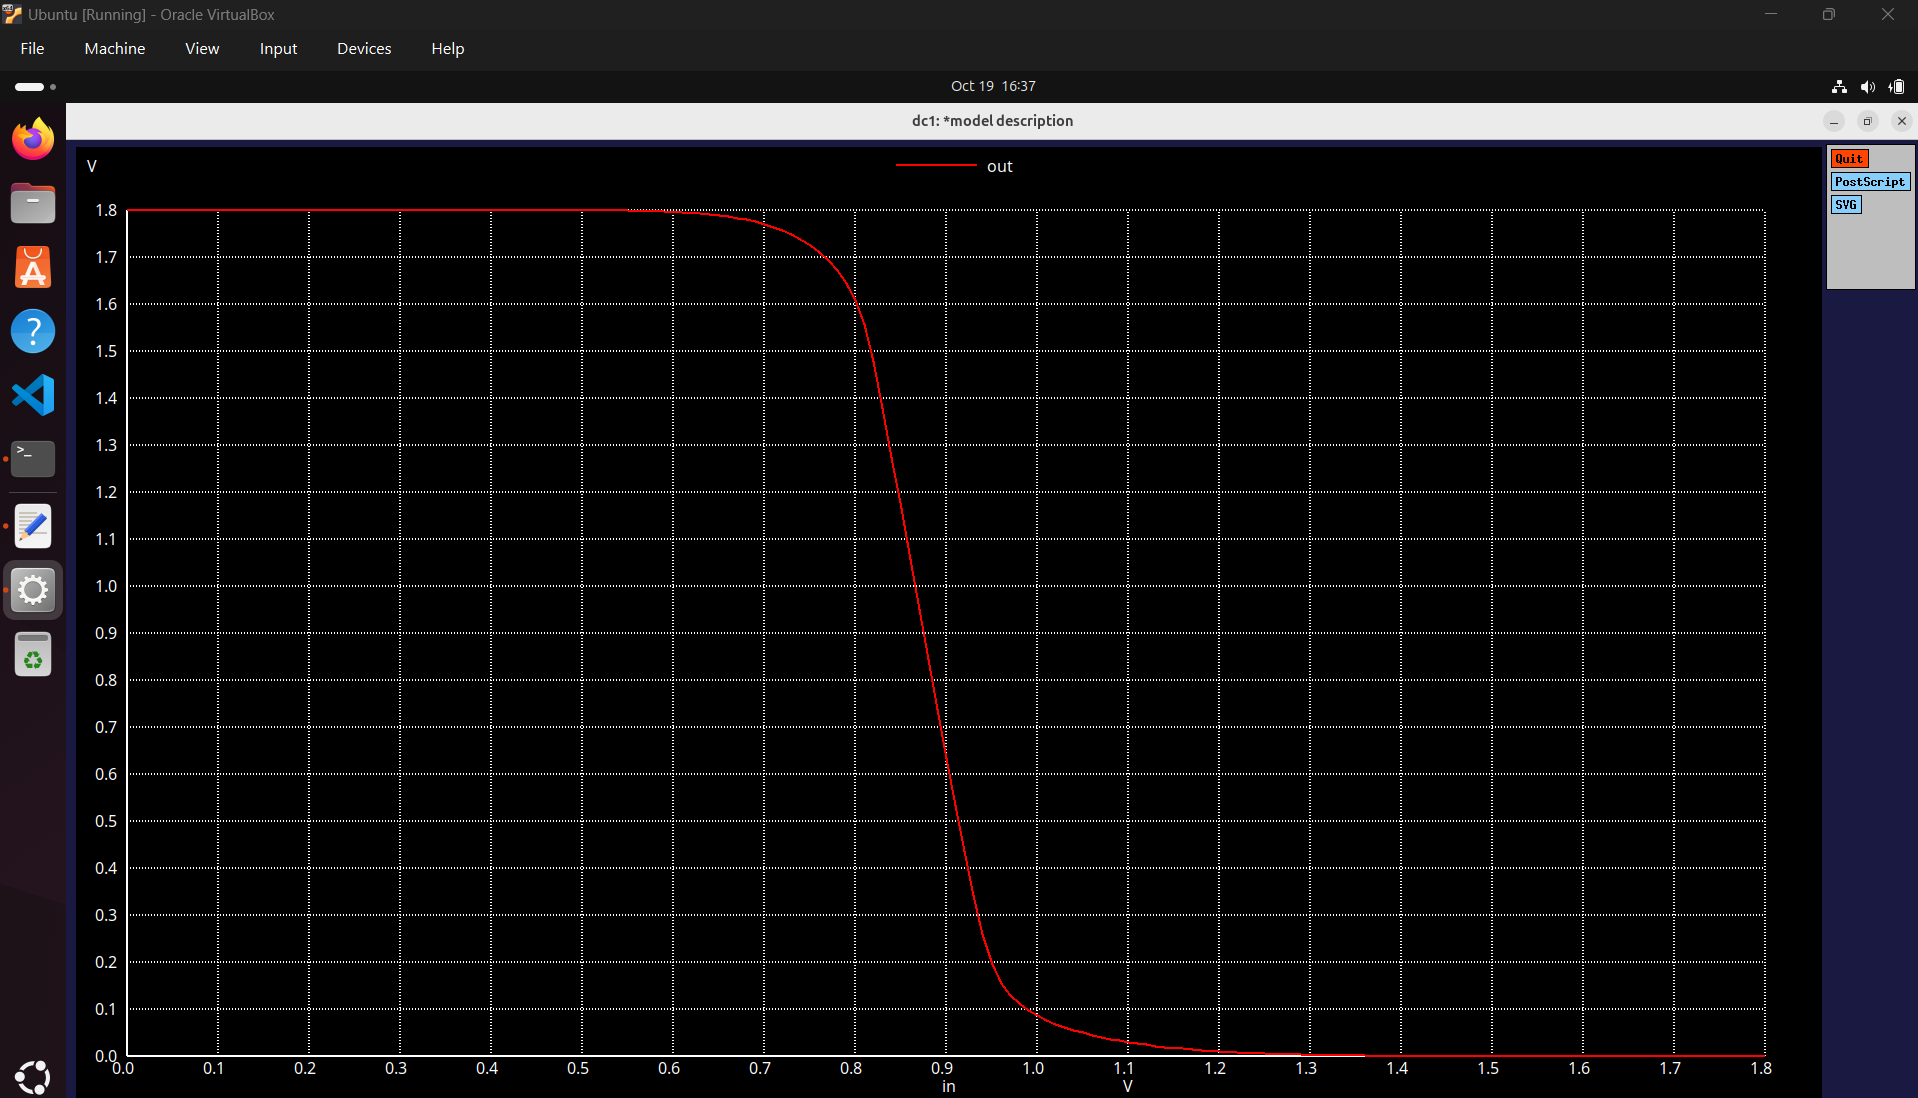 Ubuntu [Running] - Oracle VirtualBox
File Machine View Input Devices Help
Oct 19 16:37
dc1: *model description
V
out
Quit
PostScript
SVG
1.8
1.7
1.6
1.5
1.4
1.3
1.2
1.1
1.0
0.9
0.8
0.7
0.6
0.5
0.4
0.3
0.2
0.1
0.0
0.0 0.1 0.2 0.3 0.4 0.5 0.6 0.7 0.8 0.9 1.0 1.1 1.2 1.3 1.4 1.5 1.6 1.7 1.8
in V